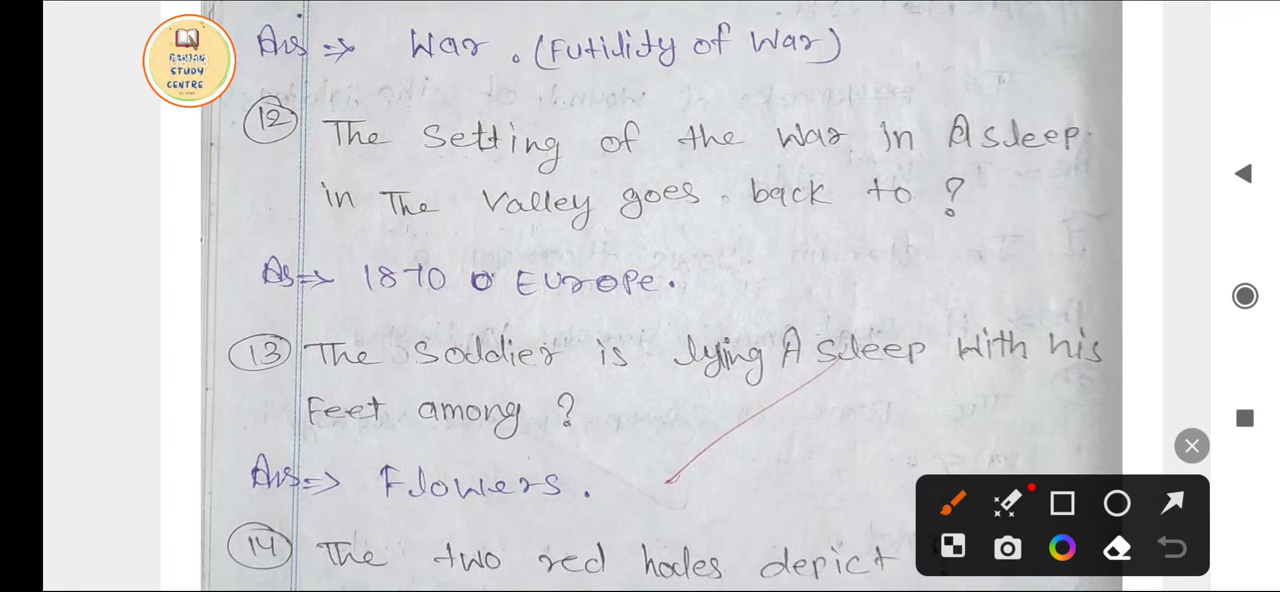 Ans ⇒ War. (Futility of War)
RANJAN STUDY CENTRE
12 The Setting of the War in Asleep
in The Valley goes back to ?
Ans ⇒ 1870 Europe.
13 The Soldier is lying Asleep With his
Feet among ?
Ans ⇒ Flowers.
14 The two red holes depict